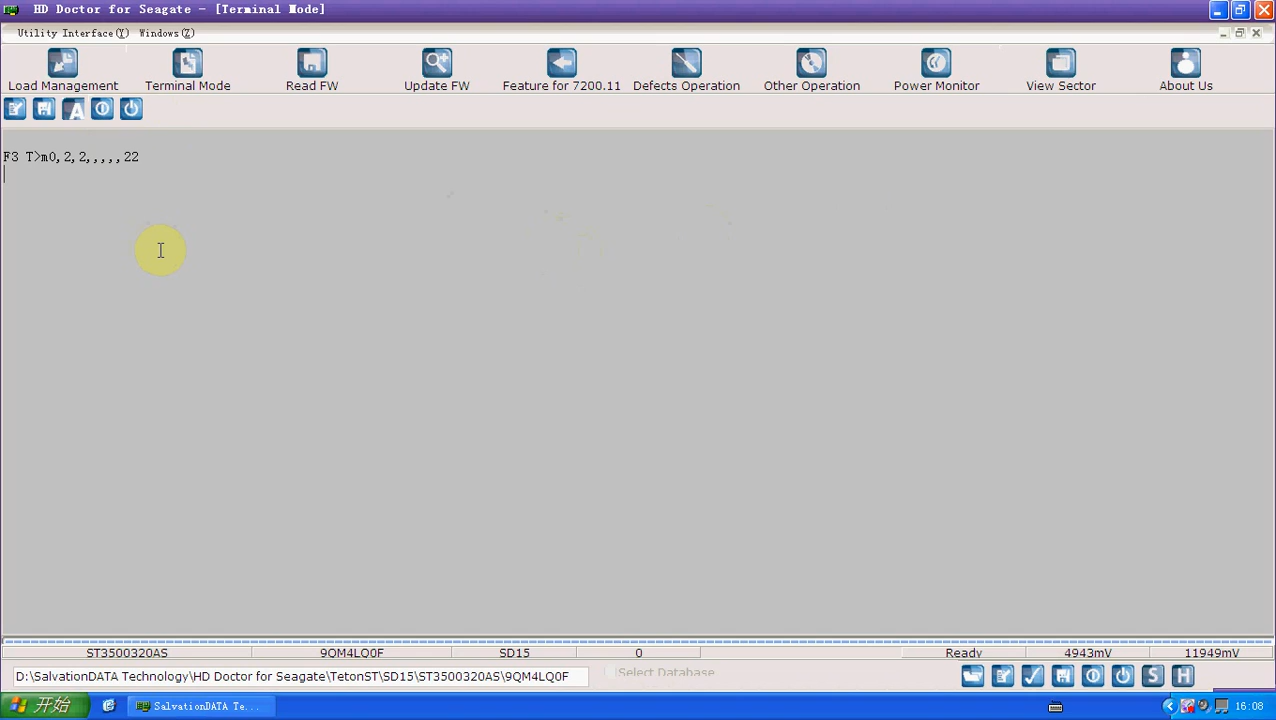 HD Doctor for Seagate - [Terminal Mode]
Utility Interface(Y) Windows(Z)
Load Management Terminal Mode Read FW Update FW Feature for 7200.11 Defects Operation Other Operation Power Monitor View Sector About Us
A
F3 T>m0,2,2,,,,,22
ST3500320AS 9QM4LQ0F SD15 0 Ready 4943mV 11949mV
D:\SalvationDATA Technology\HD Doctor for Seagate\TetbHST\SD15\ST3500320AS\9QM4LQ0F Select Database S H
开始 SalvationDATA Te... 16:08